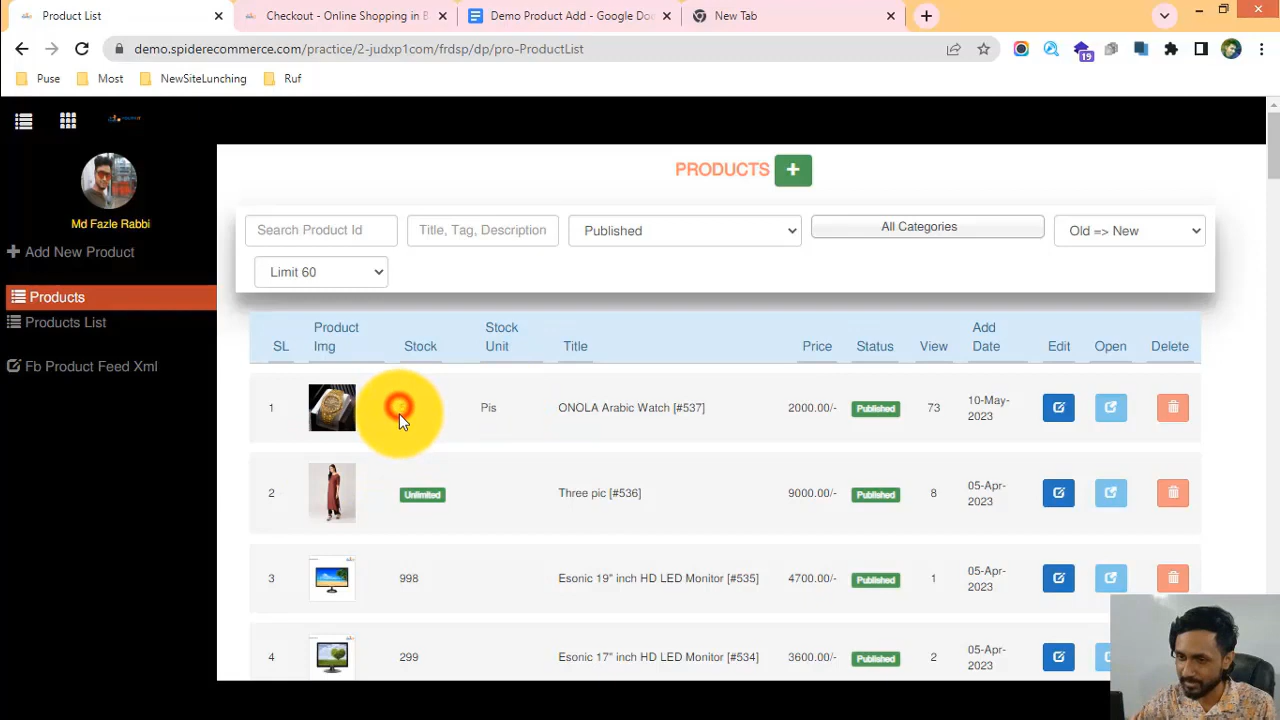 Product List
Checkout - Online Shopping in B
Demo Product Add - Google Do
New Tab
demo.spiderecommerce.com/practice/2-judxp1com/frdsp/dp/pro-ProductList
19
Puse
Most
NewSiteLunching
Ruf
Md Fazle Rabbi
Add New Product
Products
Products List
Fb Product Feed Xml
PRODUCTS +
Search Product Id
Title, Tag, Description
Published
All Categories
Old => New
Limit 60
SL Product Img Stock Stock Unit Title Price Status View Add Date Edit Open Delete
1 Pis ONOLA Arabic Watch [#537] 2000.00/- Published 73 10-May-2023
2 Unlimited Three pic [#536] 9000.00/- Published 8 05-Apr-2023
3 998 Esonic 19" inch HD LED Monitor [#535] 4700.00/- Published 1 05-Apr-2023
4 299 Esonic 17" inch HD LED Monitor [#534] 3600.00/- Published 2 05-Apr-2023